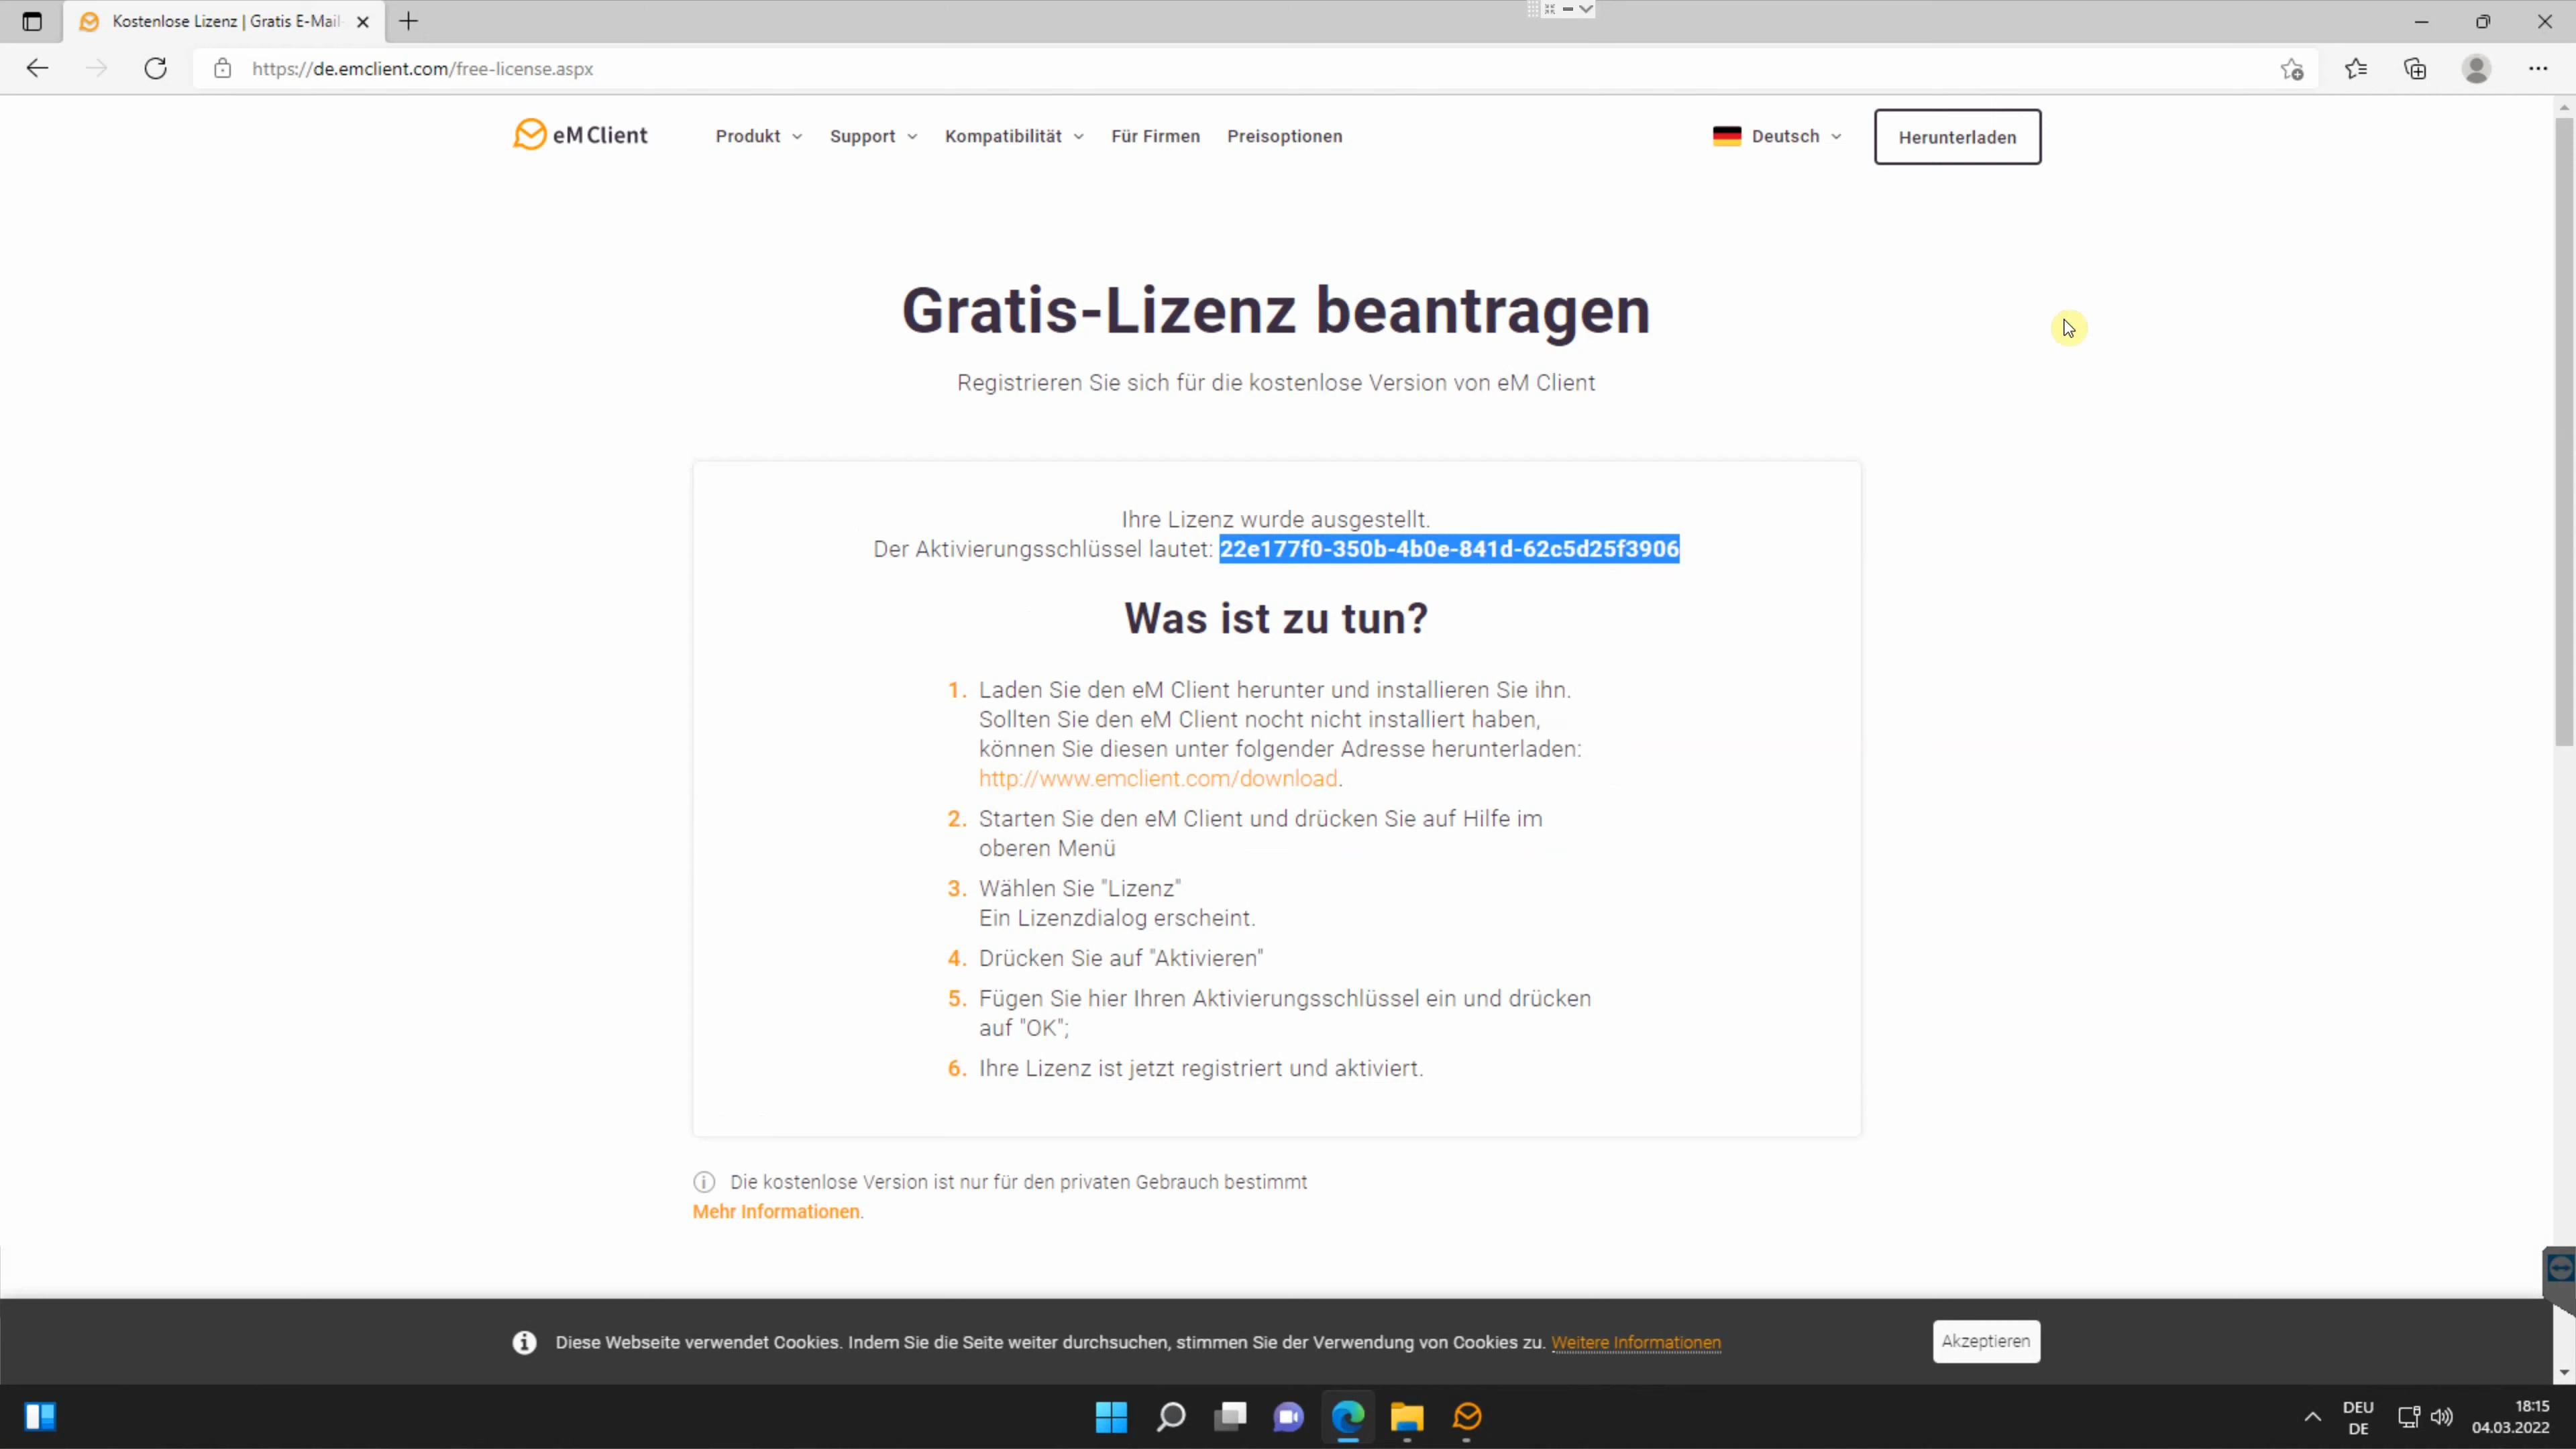 Kostenlose Lizenz | Gratis E-Mail-
https://de.emclient.com/free-license.aspx
eM Client
Produkt
Support
Kompatibilität
Für Firmen
Preisoptionen
Deutsch
Herunterladen
Gratis-Lizenz beantragen
Registrieren Sie sich für die kostenlose Version von eM Client
Ihre Lizenz wurde ausgestellt.
Der Aktivierungsschlüssel lautet: 22e177f0-350b-4b0e-841d-62c5d25f3906
Was ist zu tun?
1. Laden Sie den eM Client herunter und installieren Sie ihn.
Sollten Sie den eM Client nocht nicht installiert haben,
können Sie diesen unter folgender Adresse herunterladen:
http://www.emclient.com/download.
2. Starten Sie den eM Client und drücken Sie auf Hilfe im
oberen Menü
3. Wählen Sie "Lizenz"
Ein Lizenzdialog erscheint.
4. Drücken Sie auf "Aktivieren"
5. Fügen Sie hier Ihren Aktivierungsschlüssel ein und drücken
auf "OK";
6. Ihre Lizenz ist jetzt registriert und aktiviert.
Die kostenlose Version ist nur für den privaten Gebrauch bestimmt
Mehr Informationen.
Diese Webseite verwendet Cookies. Indem Sie die Seite weiter durchsuchen, stimmen Sie der Verwendung von Cookies zu. Weitere Informationen
Akzeptieren
DEU
DE
18:15
04.03.2022